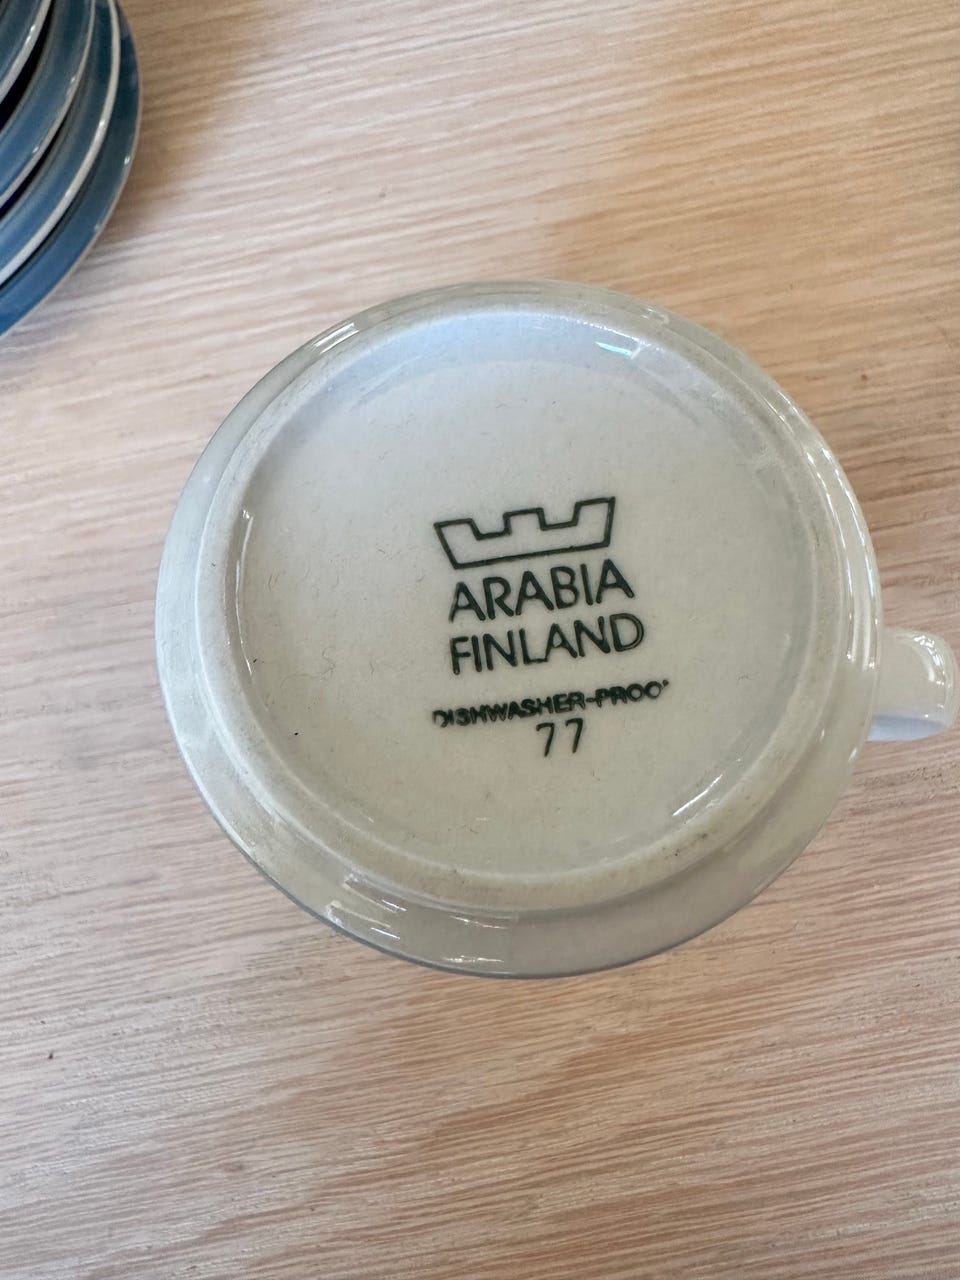 ARABIA
FINLAND
DISHWASHER-PROO
77